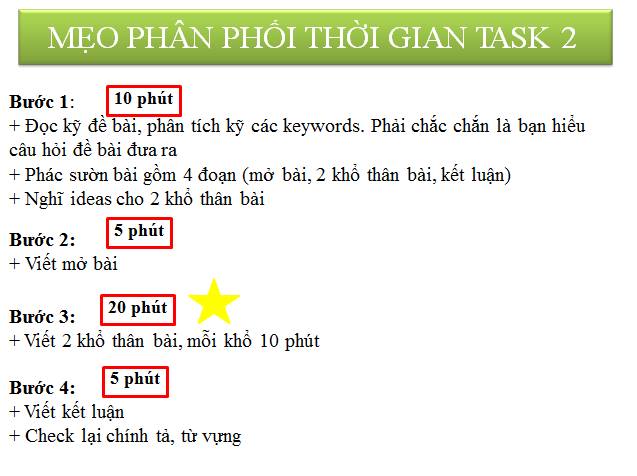 MẸO PHÂN PHỐI THỜI GIAN TASK 2
Bước 1: 10 phút
+ Đọc kỹ đề bài, phân tích kỹ các keywords. Phải chắc chắn là bạn hiểu
câu hỏi đề bài đưa ra
+ Phác sườn bài gồm 4 đoạn (mở bài, 2 khổ thân bài, kết luận)
+ Nghĩ ideas cho 2 khổ thân bài
Bước 2: 5 phút
+ Viết mở bài
Bước 3: 20 phút
+ Viết 2 khổ thân bài, mỗi khổ 10 phút
Bước 4: 5 phút
+ Viết kết luận
+ Check lại chính tả, từ vựng